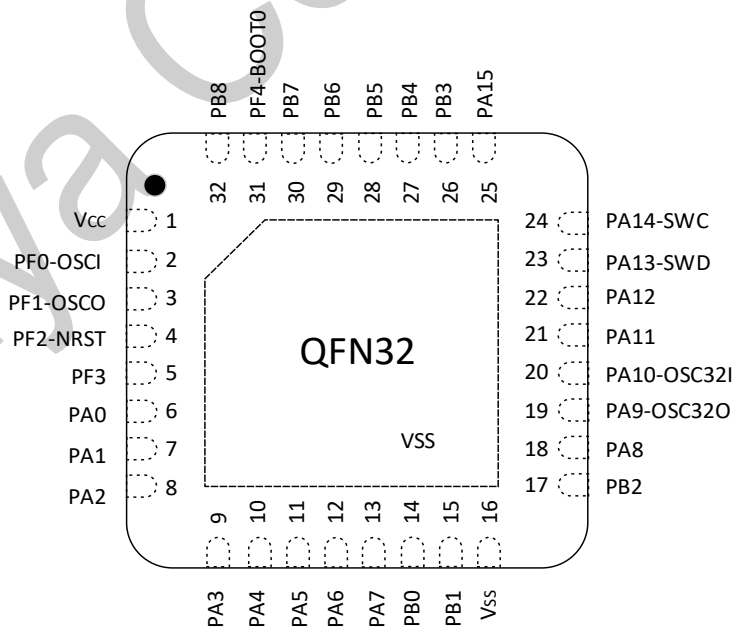 PB8
PF4-BOOT0
PB7
PB6
PB5
PB4
PB3
PA15
32
31
30
29
28
27
26
25
Vcc 1
PF0-OSCI 2
PF1-OSCO 3
PF2-NRST 4
PF3 5
PA0 6
PA1 7
PA2 8
24 PA14-SWC
23 PA13-SWD
22 PA12
21 PA11
20 PA10-OSC32I
19 PA9-OSC32O
18 PA8
17 PB2
QFN32
VSS
9
10
11
12
13
14
15
16
PA3
PA4
PA5
PA6
PA7
PB0
PB1
Vss